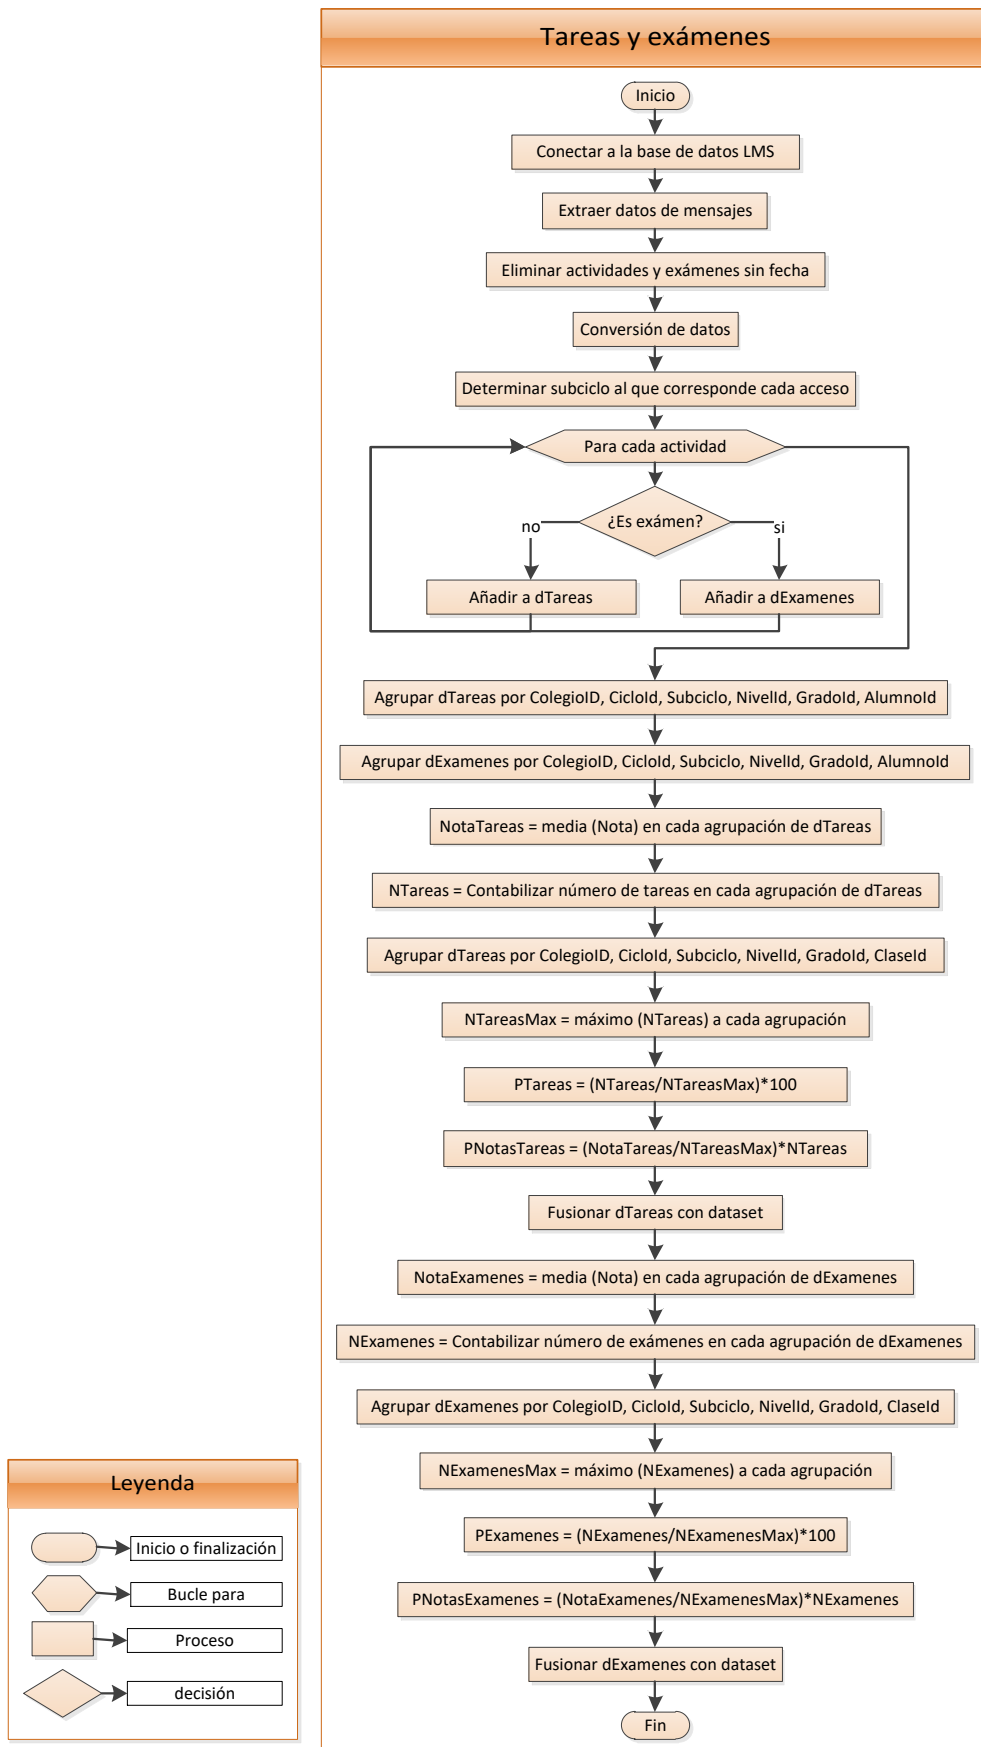 Tareas y exámenes
Inicio
Conectar a la base de datos LMS
Extraer datos de mensajes
Eliminar actividades y exámenes sin fecha
Conversión de datos
Determinar subciclo al que corresponde cada acceso
Para cada actividad
¿Es exámen?
no
si
Añadir a dTareas
Añadir a dExamenes
Agrupar dTareas por ColegioID, CicloId, Subciclo, NivelId, GradoId, AlumnoId
Agrupar dExamenes por ColegioID, CicloId, Subciclo, NivelId, GradoId, AlumnoId
NotaTareas = media (Nota) en cada agrupación de dTareas
NTareas = Contabilizar número de tareas en cada agrupación de dTareas
Agrupar dTareas por ColegioID, CicloId, Subciclo, NivelId, GradoId, ClaseId
NTareasMax = máximo (NTareas) a cada agrupación
PTareas = (NTareas/NTareasMax)*100
PNotasTareas = (NotaTareas/NTareasMax)*NTareas
Fusionar dTareas con dataset
NotaExamenes = media (Nota) en cada agrupación de dExamenes
NExamenes = Contabilizar número de exámenes en cada agrupación de dExamenes
Agrupar dExamenes por ColegioID, CicloId, Subciclo, NivelId, GradoId, ClaseId
NExamenesMax = máximo (NExamenes) a cada agrupación
PExamenes = (NExamenes/NExamenesMax)*100
PNotasExamenes = (NotaExamenes/NExamenesMax)*NExamenes
Fusionar dExamenes con dataset
Fin
Leyenda
Inicio o finalización
Bucle para
Proceso
decisión